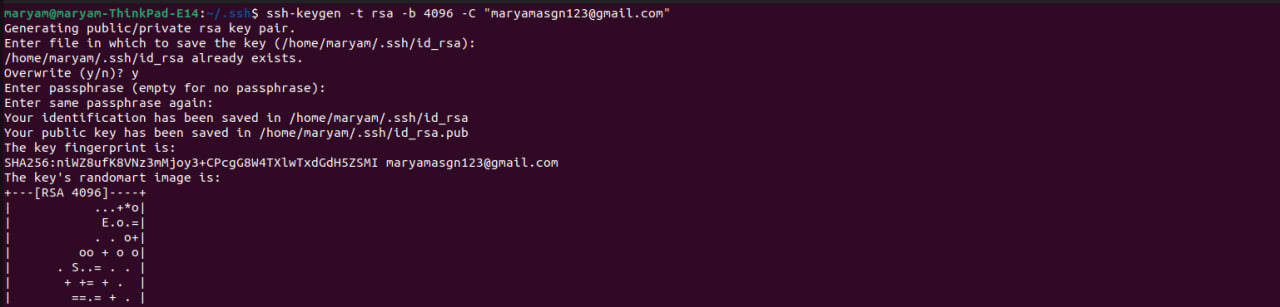 maryam@maryam-ThinkPad-E14:~/.ssh$ ssh-keygen -t rsa -b 4096 -C "maryamasgn123@gmail.com"
Generating public/private rsa key pair.
Enter file in which to save the key (/home/maryam/.ssh/id_rsa):
/home/maryam/.ssh/id_rsa already exists.
Overwrite (y/n)? y
Enter passphrase (empty for no passphrase):
Enter same passphrase again:
Your identification has been saved in /home/maryam/.ssh/id_rsa
Your public key has been saved in /home/maryam/.ssh/id_rsa.pub
The key fingerprint is:
SHA256:niWZ8ufK8VNz3mMjoy3+CPcgG8W4TXlwTxdGdH5ZSMI maryamasgn123@gmail.com
The key's randomart image is:
+---[RSA 4096]----+
|           ...+*o|
|            E.o.=|
|           . . o+|
|         oo + o o|
|      . S..= . . |
|       + += + .  |
|        ==.= + . |